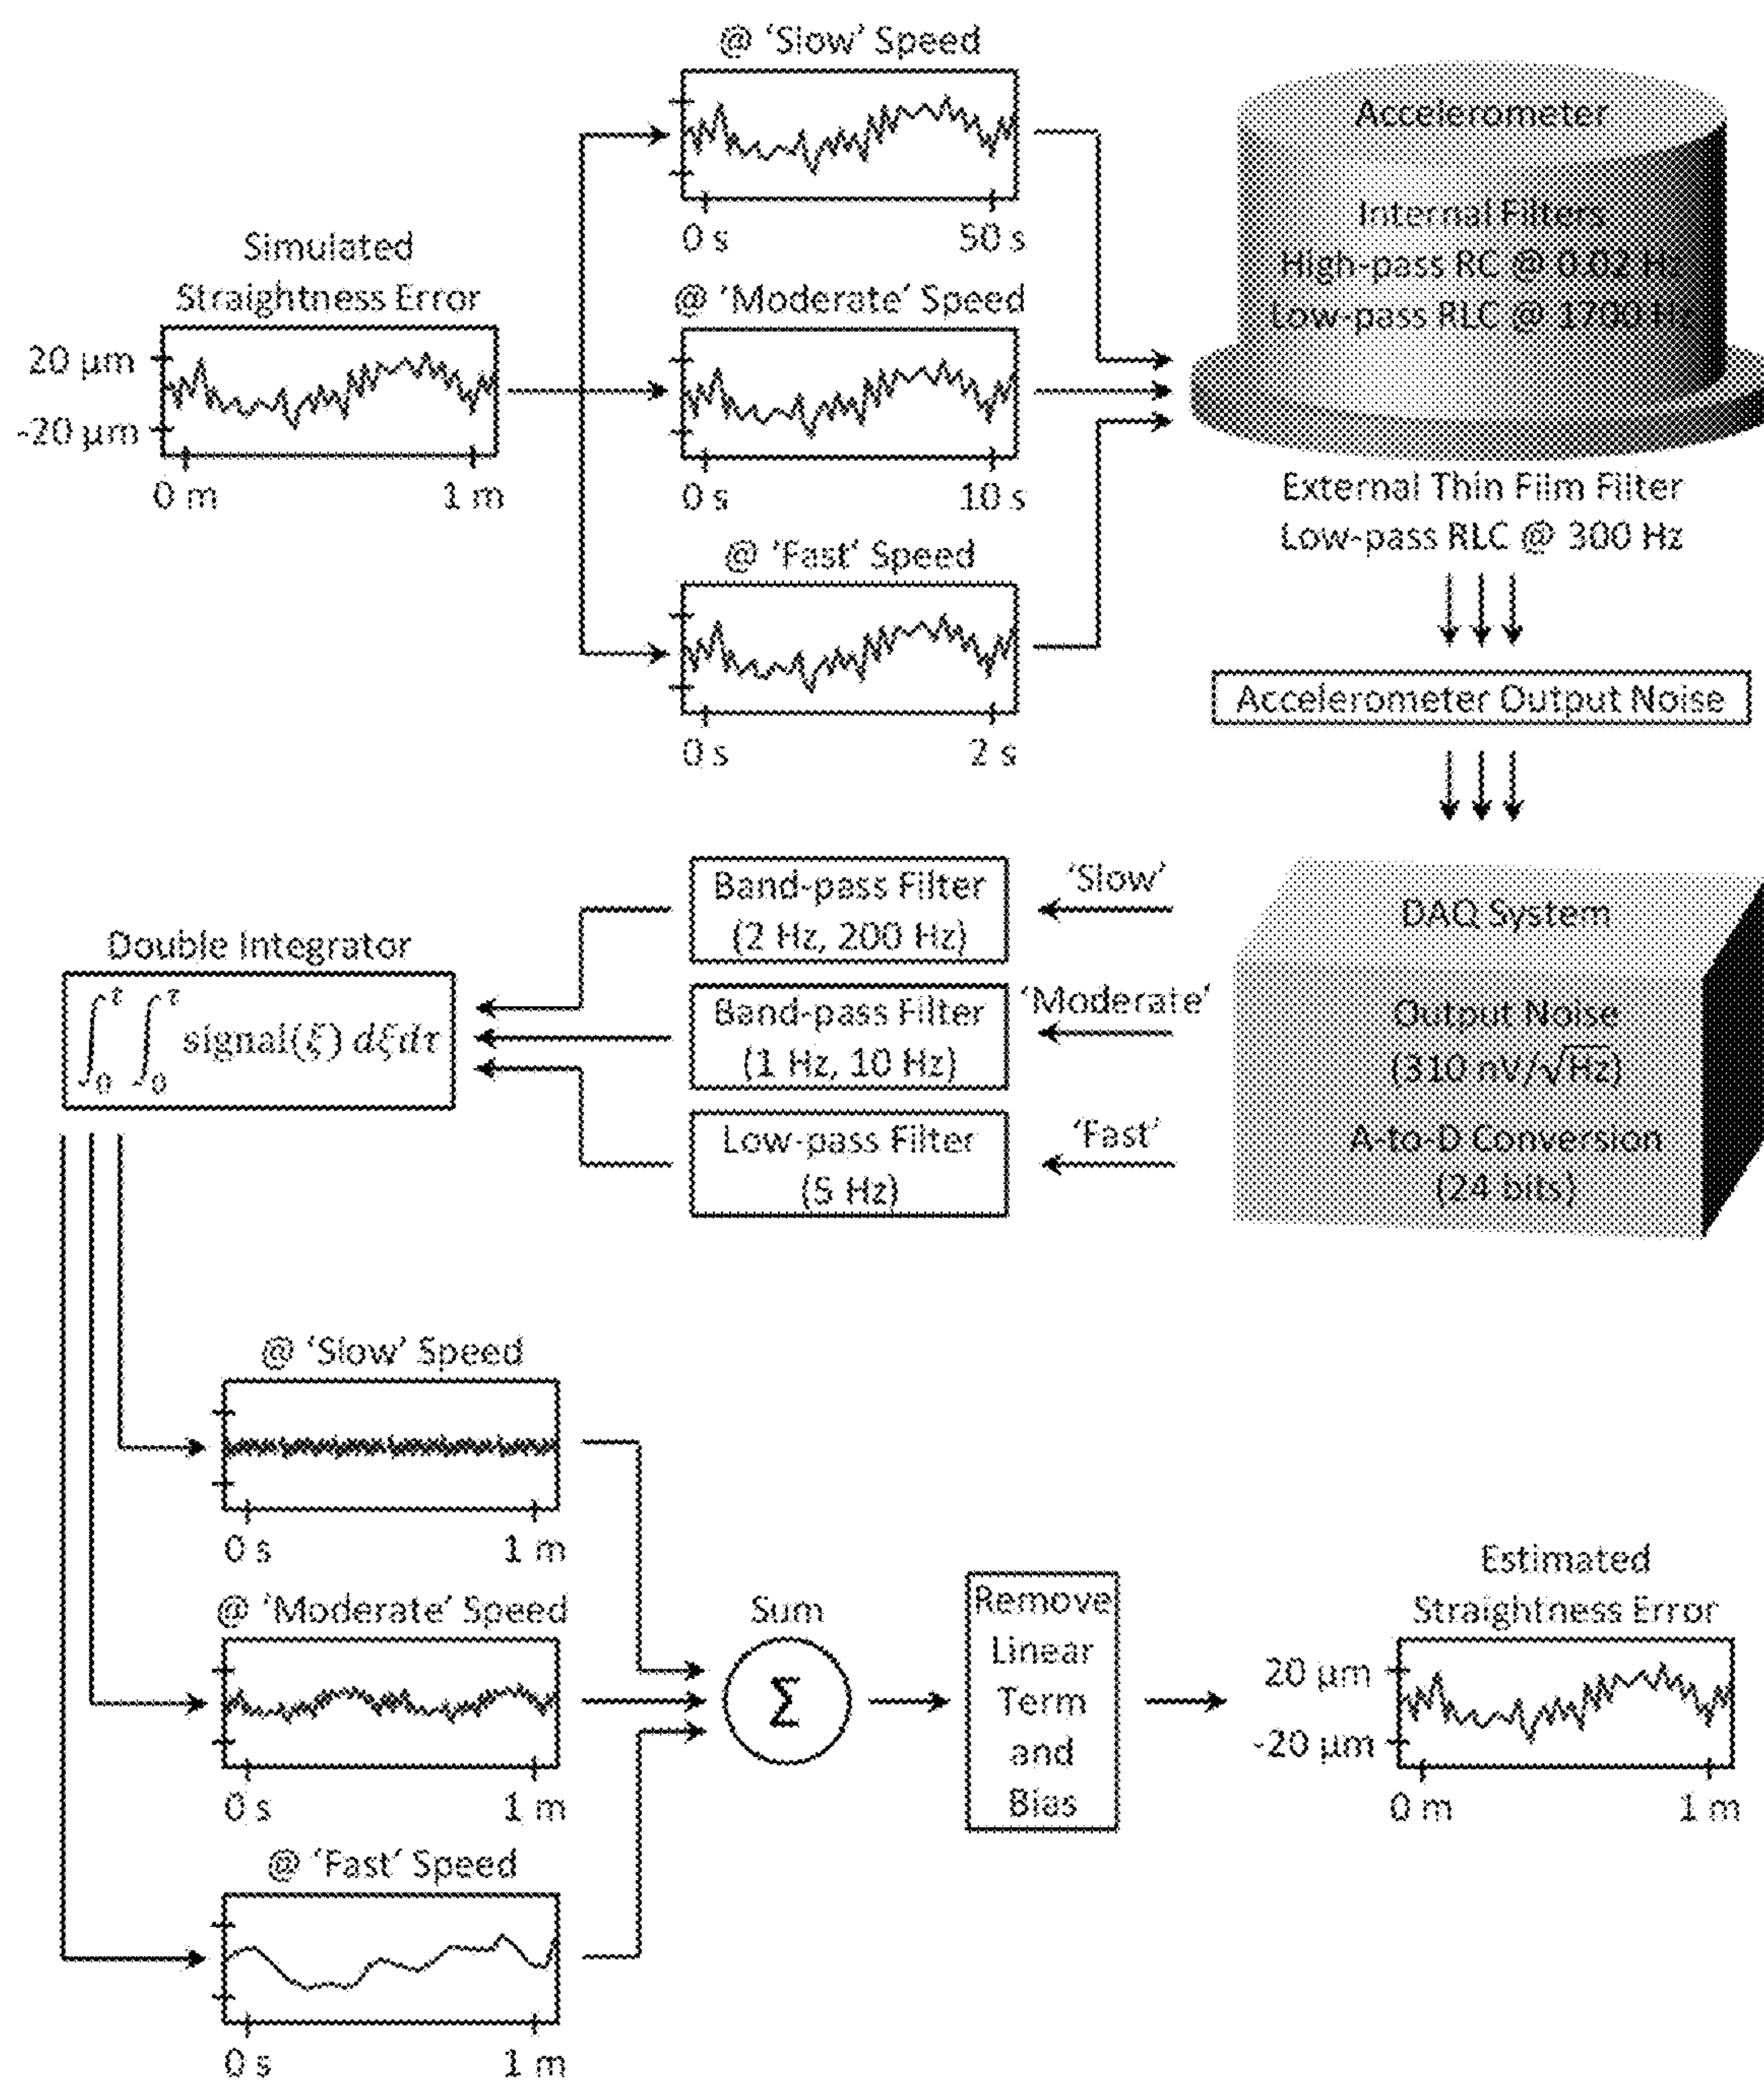 @ 'Slow' Speed
0 s
50 s
Simulated
Straightness Error
20 µm
-20 µm
0 m
1 m
@ 'Moderate' Speed
0 s
10 s
@ 'Fast' Speed
0 s
2 s
Accelerometer
Internal Filters
High-pass RC @ 0.02 Hz
Low-pass RLC @ 1700 Hz
External Thin Film Filter
Low-pass RLC @ 300 Hz
Accelerometer Output Noise
DAQ System
Output Noise
(310 nV/√Hz)
A-to-D Conversion
(24 bits)
'Slow'
'Moderate'
'Fast'
Band-pass Filter
(2 Hz, 200 Hz)
Band-pass Filter
(1 Hz, 10 Hz)
Low-pass Filter
(5 Hz)
Double Integrator
∫₀ᵗ ∫₀^τ signal(ξ) dξdτ
@ 'Slow' Speed
0 s
1 m
@ 'Moderate' Speed
0 s
1 m
@ 'Fast' Speed
0 s
1 m
Sum
Σ
Remove
Linear
Term
and
Bias
Estimated
Straightness Error
20 µm
-20 µm
0 m
1 m